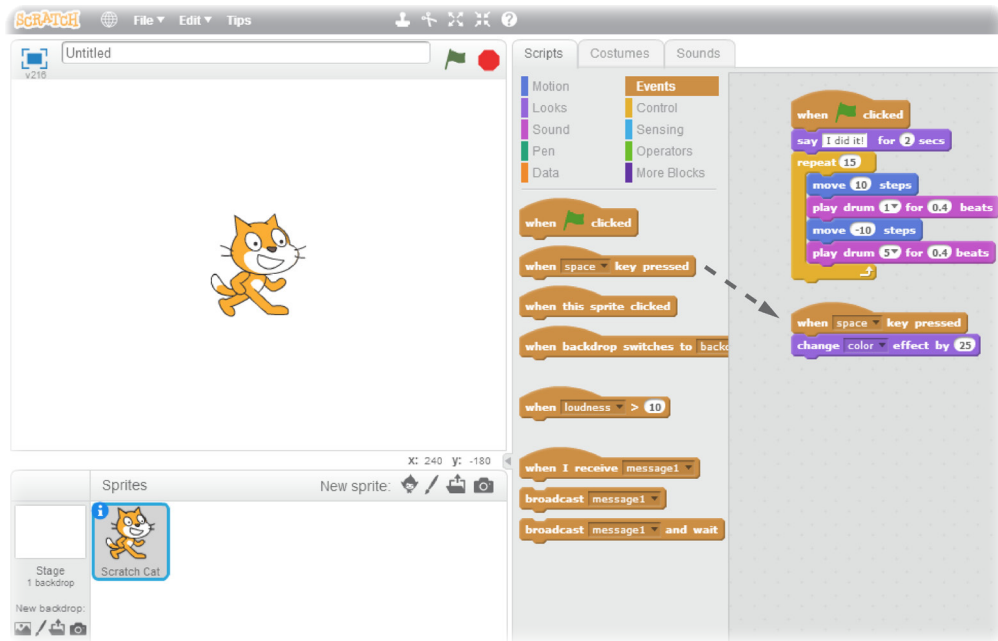 SCRATCH File Edit Tips ?
v216 Untitled
Scripts Costumes Sounds
Motion Events
Looks Control
Sound Sensing
Pen Operators
Data More Blocks
when clicked
when space key pressed
when this sprite clicked
when backdrop switches to backd
when loudness > 10
when I receive message1
broadcast message1
broadcast message1 and wait
when clicked
say I did it! for 2 secs
repeat 15
move 10 steps
play drum 1 for 0.4 beats
move -10 steps
play drum 5 for 0.4 beats
when space key pressed
change color effect by 25
X: 240 y: -180
Sprites New sprite:
i
Scratch Cat
Stage
1 backdrop
New backdrop: